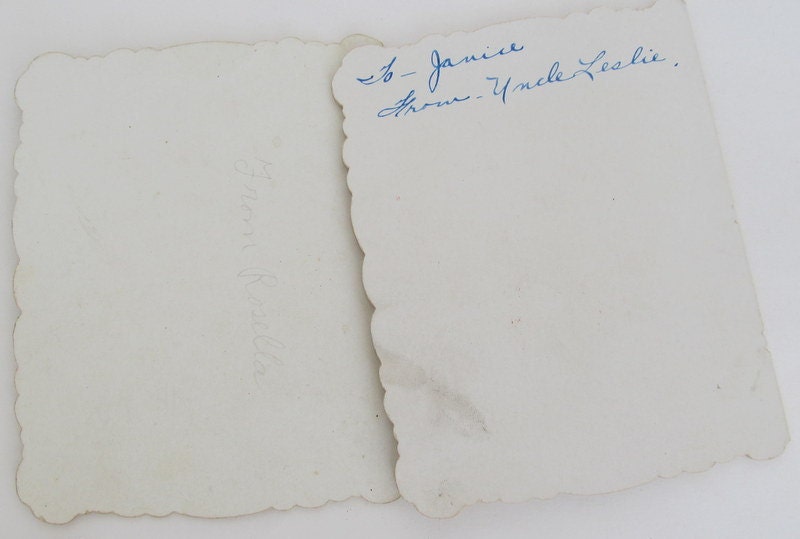 From Rosella
To - Janice
From - Uncle Leslie.